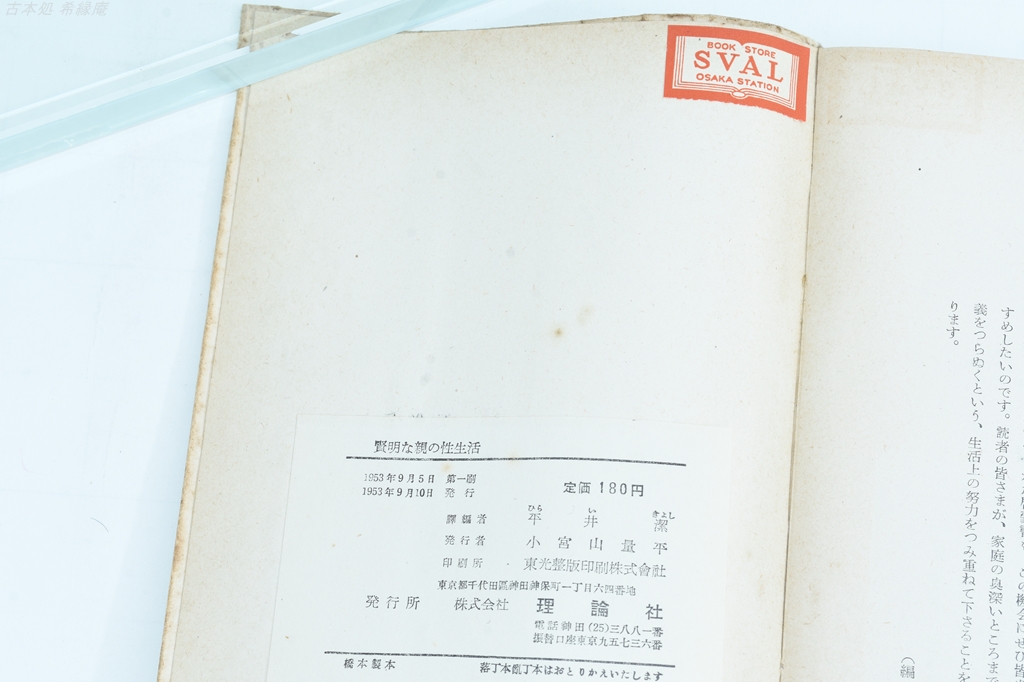 古本処 希縁庵
BOOK STORE
SVAL
OSAKA STATION
すめしたいのです。読者の皆さまが、家庭の奥深いところまで
義をつらぬくという、生活上の努力をつみ重ねて下さることを
ります。
(編
賢明な親の性生活
1953年9月5日 第一刷
1953年9月10日 発行
定価 180円
譯編者 平井潔
ひら い きよし
発行者 小宮山量平
印刷所 東光整版印刷株式會社
東京都千代田區神田神保町一丁目六四番地
発行所 株式会社 理論社
電話神田(25)三八八一番
振替口座東京九五七三六番
橋本製本
落丁本亂丁本はおとりかえいたします